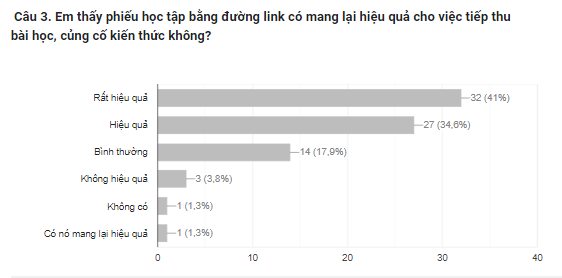 Câu 3. Em thấy phiếu học tập bằng đường link có mang lại hiệu quả cho việc tiếp thu
bài học, củng cố kiến thức không?
Rất hiệu quả
32 (41%)
Hiệu quả
27 (34,6%)
Bình thường
14 (17,9%)
Không hiệu quả
3 (3,8%)
Không có
1 (1,3%)
Có nó mang lại hiệu quả
1 (1,3%)
0 10 20 30 40